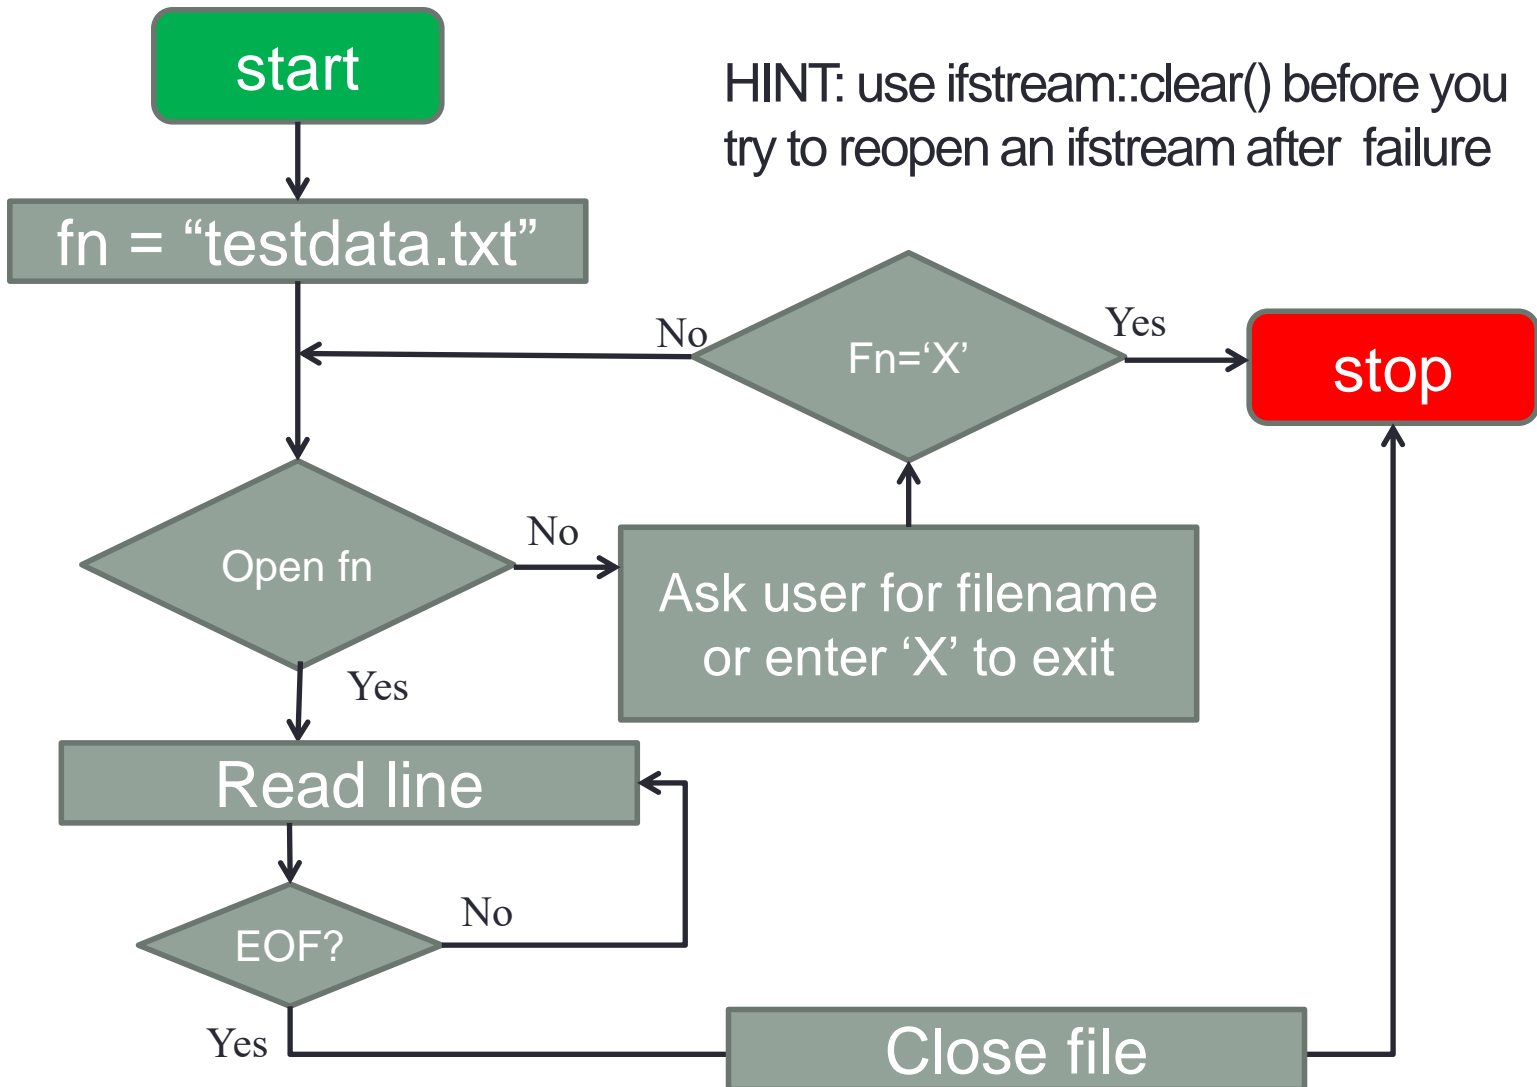 start
HINT: use ifstream::clear() before you
try to reopen an ifstream after failure
fn = “testdata.txt”
No
Fn=‘X’
Yes
stop
Open fn
No
Ask user for filename
or enter ‘X’ to exit
Yes
Read line
No
EOF?
Yes
Close file